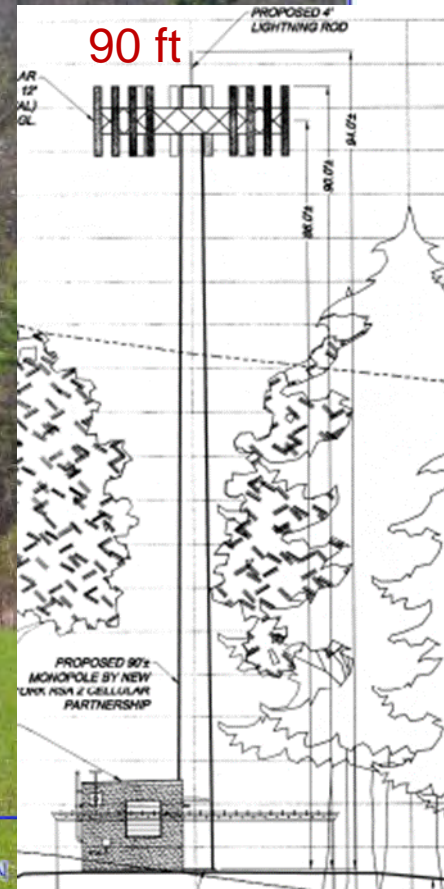 PROPOSED 4'
LIGHTNING ROD
90 ft
AR
12'
AL)
GL.
94.0'±
90.0'±
86.0'±
PROPOSED 90'±
MONOPOLE BY NEW
YORK RSA 2 CELLULAR
PARTNERSHIP